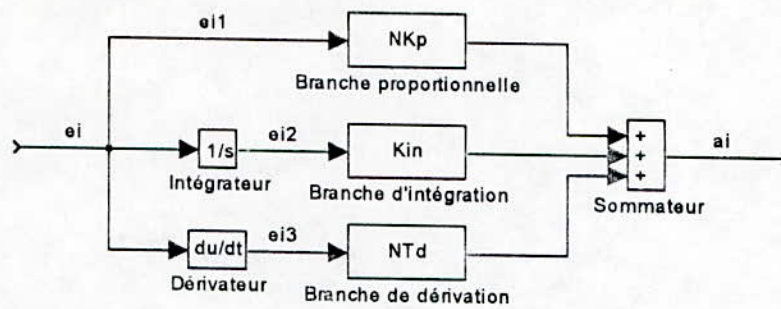 ei1
NKp
Branche proportionnelle
ei
1/s
Intégrateur
ei2
Kin
Branche d'intégration
+
+
+
Sommateur
ai
du/dt
Dérivateur
ei3
NTd
Branche de dérivation